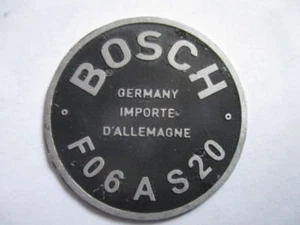 BOSCH
GERMANY
IMPORTE
D'ALLEMAGNE
F06 A S20